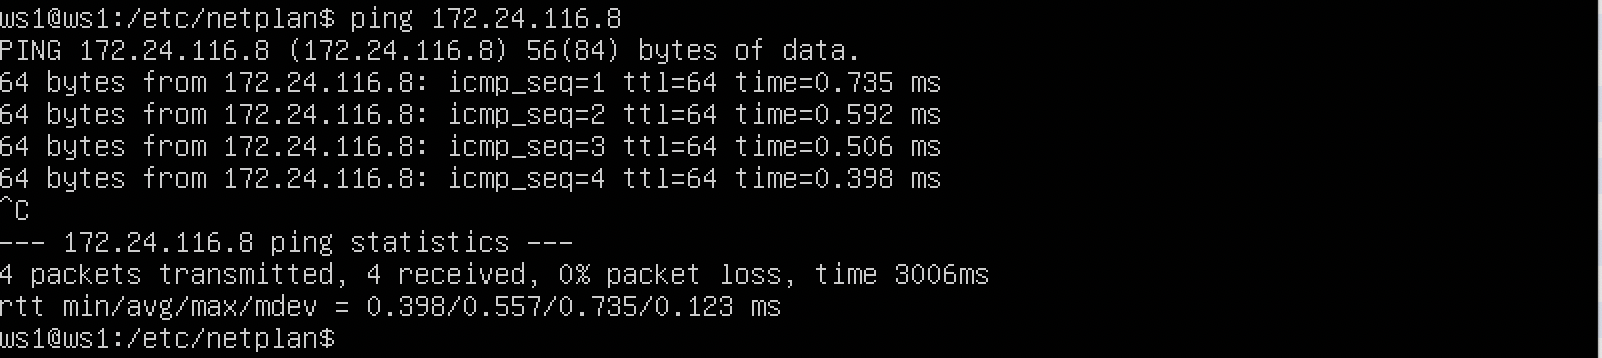 ws1@ws1:/etc/netplan$ ping 172.24.116.8
PING 172.24.116.8 (172.24.116.8) 56(84) bytes of data.
64 bytes from 172.24.116.8: icmp_seq=1 ttl=64 time=0.735 ms
64 bytes from 172.24.116.8: icmp_seq=2 ttl=64 time=0.592 ms
64 bytes from 172.24.116.8: icmp_seq=3 ttl=64 time=0.506 ms
64 bytes from 172.24.116.8: icmp_seq=4 ttl=64 time=0.398 ms
^C
--- 172.24.116.8 ping statistics ---
4 packets transmitted, 4 received, 0% packet loss, time 3006ms
rtt min/avg/max/mdev = 0.398/0.557/0.735/0.123 ms
ws1@ws1:/etc/netplan$